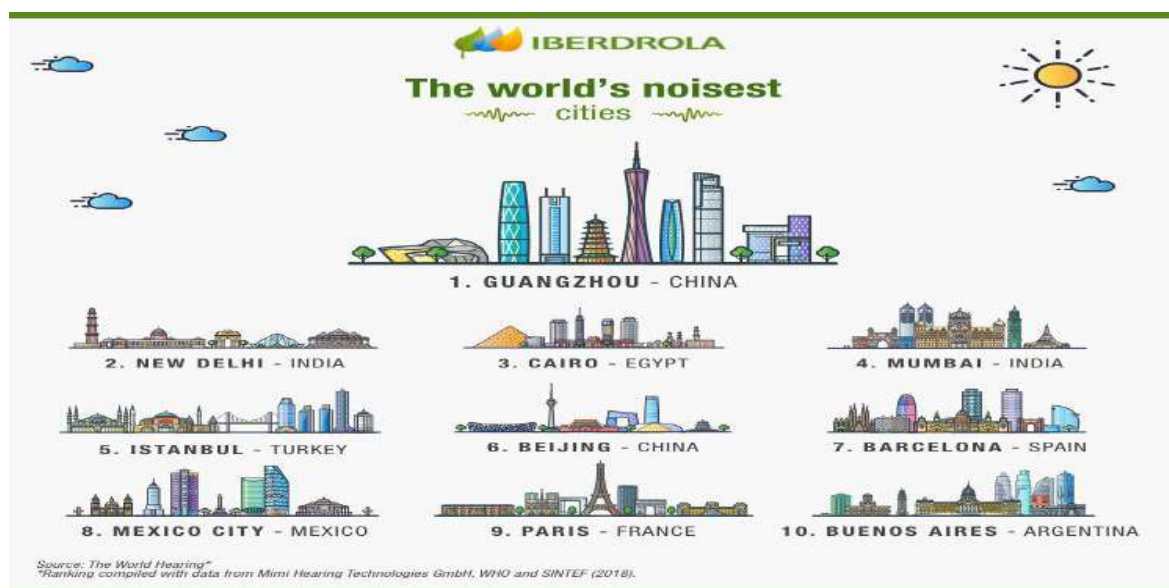 IBERDROLA
The world's noisest
cities
1. GUANGZHOU - CHINA
2. NEW DELHI - INDIA
3. CAIRO - EGYPT
4. MUMBAI - INDIA
5. ISTANBUL - TURKEY
6. BEIJING - CHINA
7. BARCELONA - SPAIN
8. MEXICO CITY - MEXICO
9. PARIS - FRANCE
10. BUENOS AIRES - ARGENTINA
Source: The World Hearing*
*Ranking compiled with data from Mimi Hearing Technologies GmbH, WHO and SINTEF (2018).